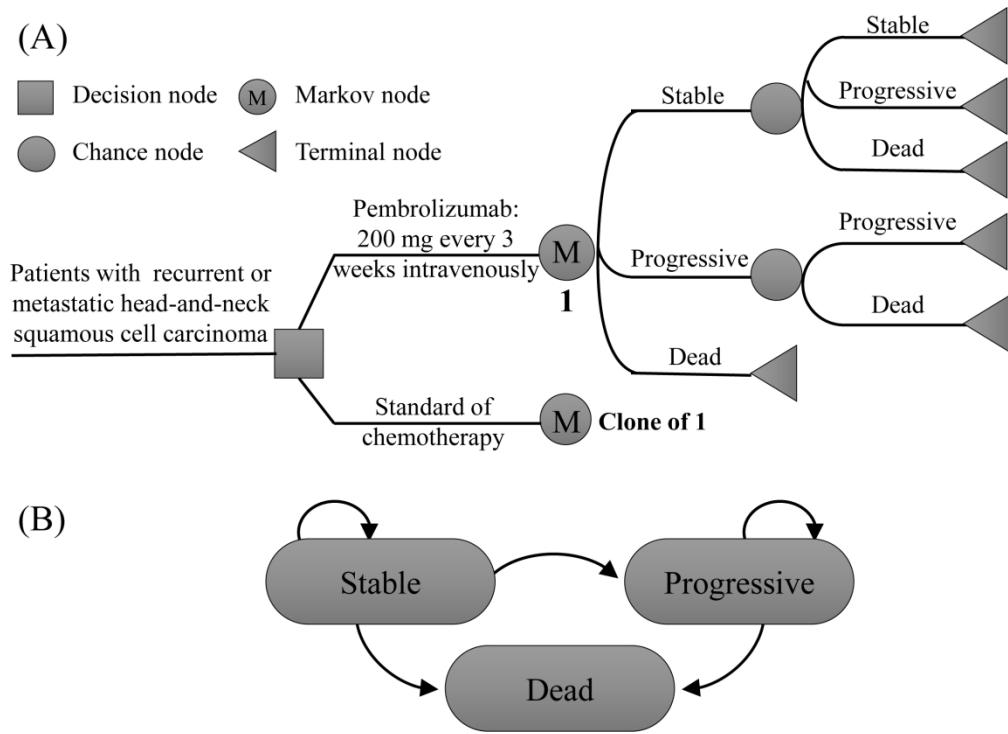 (A)
Decision node
M
Markov node
Chance node
Terminal node
Patients with recurrent or
metastatic head-and-neck
squamous cell carcinoma
Pembrolizumab:
200 mg every 3
weeks intravenously
M
1
Stable
Stable
Progressive
Dead
Progressive
Progressive
Dead
Dead
Standard of
chemotherapy
M
Clone of 1
(B)
Stable
Progressive
Dead